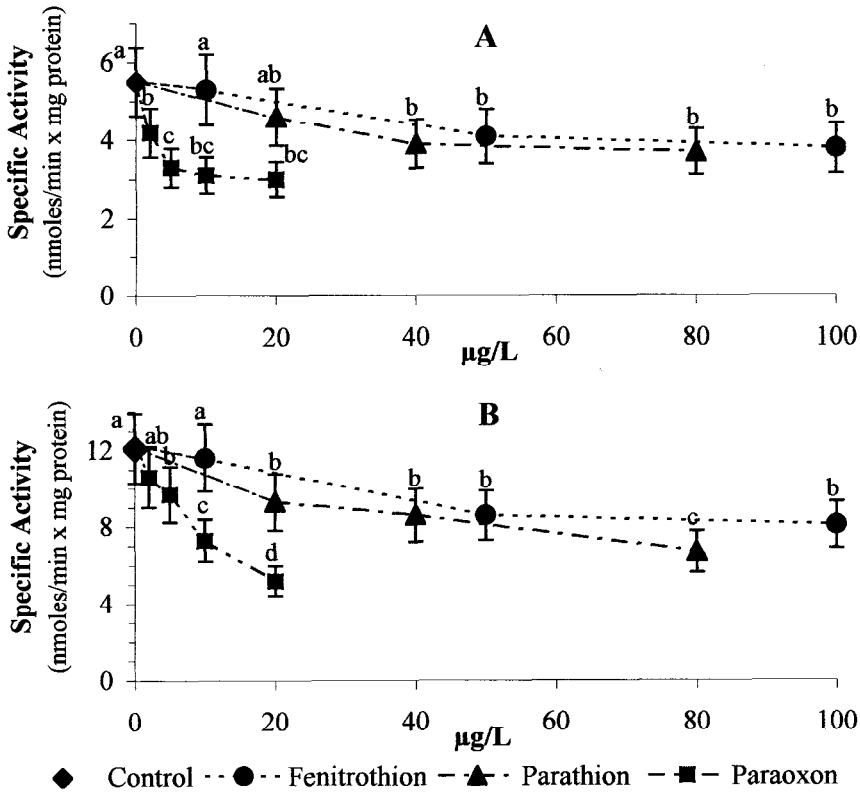 A
Specific Activity
(nmoles/min x mg protein)
6
4
2
0
a
a
ab
b
b
b
b
b
c
bc
bc
0 20 40 60 80 100
µg/L
B
Specific Activity
(nmoles/min x mg protein)
12
8
4
0
a
ab
a
b
b
b
b
c
b
c
d
0 20 40 60 80 100
µg/L
Control Fenitrothion Parathion Paraoxon